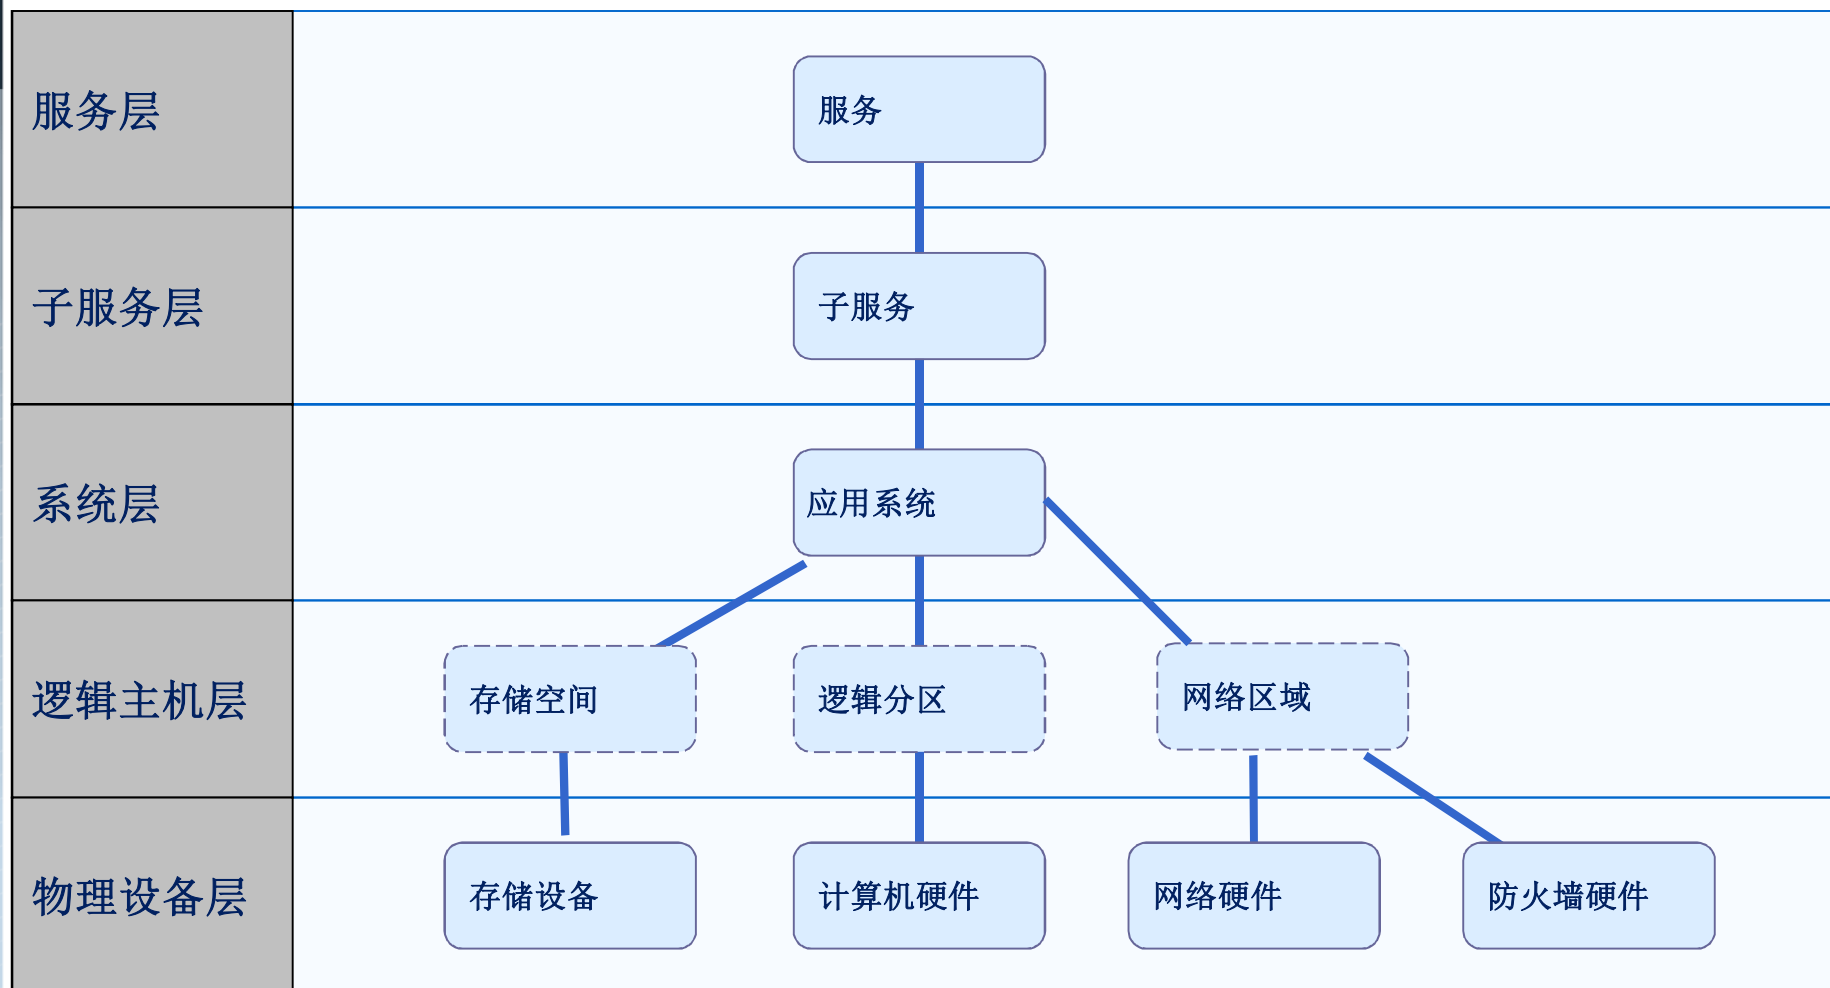 服务层
服务
子服务层
子服务
系统层
应用系统
逻辑主机层
存储空间
逻辑分区
网络区域
物理设备层
存储设备
计算机硬件
网络硬件
防火墙硬件